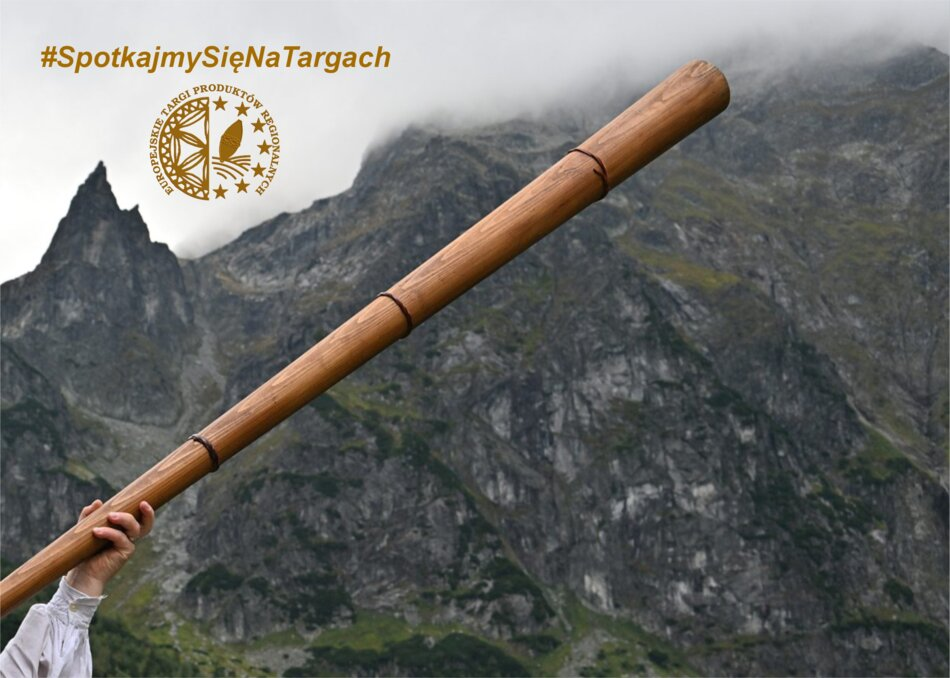 #SpotkajmySięNaTargach
EUROPEJSKIE TARGI PRODUKTÓW REGIONALNYCH